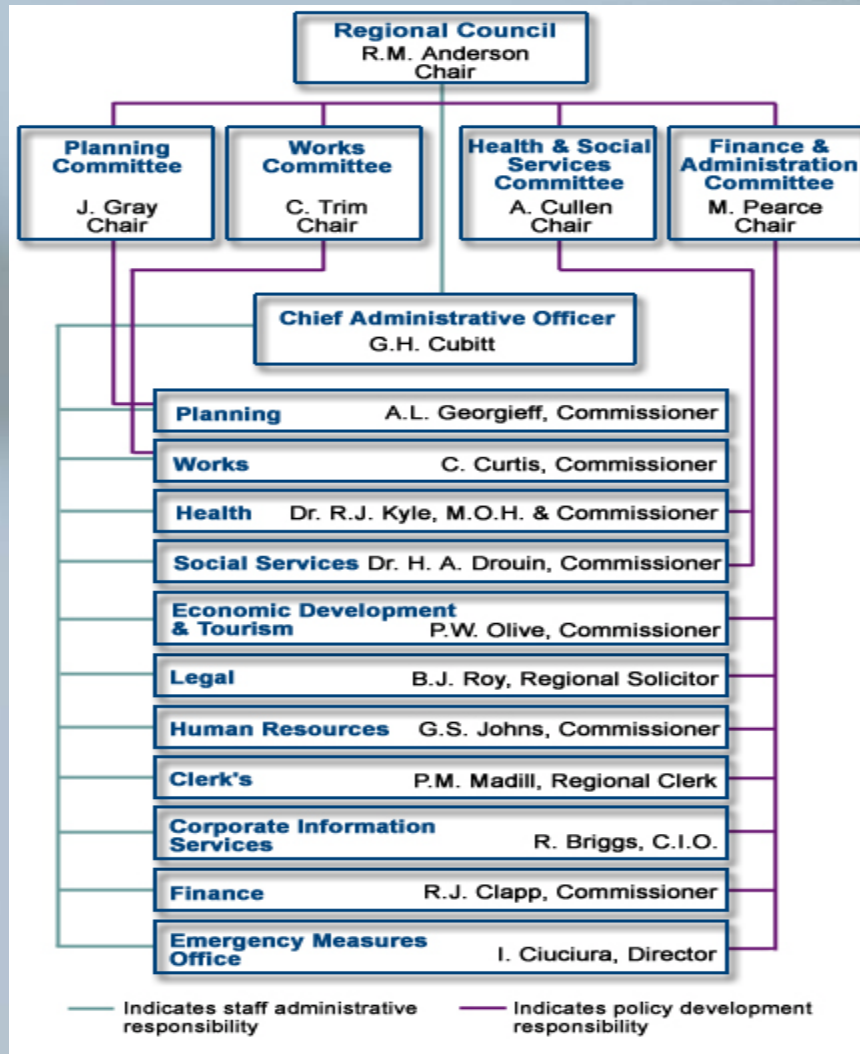 Regional Council
R.M. Anderson
Chair
Planning
Committee
J. Gray
Chair
Works
Committee
C. Trim
Chair
Health & Social
Services
Committee
A. Cullen
Chair
Finance &
Administration
Committee
M. Pearce
Chair
Chief Administrative Officer
G.H. Cubitt
Planning A.L. Georgieff, Commissioner
Works C. Curtis, Commissioner
Health Dr. R.J. Kyle, M.O.H. & Commissioner
Social Services Dr. H. A. Drouin, Commissioner
Economic Development
& Tourism P.W. Olive, Commissioner
Legal B.J. Roy, Regional Solicitor
Human Resources G.S. Johns, Commissioner
Clerk's P.M. Madill, Regional Clerk
Corporate Information
Services R. Briggs, C.I.O.
Finance R.J. Clapp, Commissioner
Emergency Measures
Office I. Ciuciura, Director
Indicates staff administrative
responsibility
Indicates policy development
responsibility